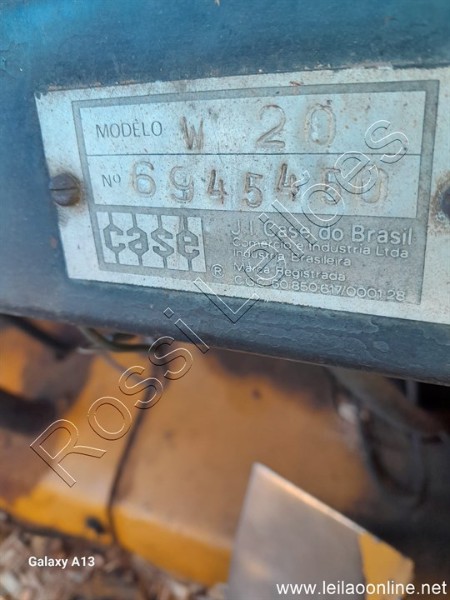 MODELO W 20
Nº 6945450
case
J.I. Case do Brasil
Comércio e Indústria Ltda
Indústria Brasileira
® Marca Registrada
Rossi Leilões
Galaxy A13
www.leilaoonline.net